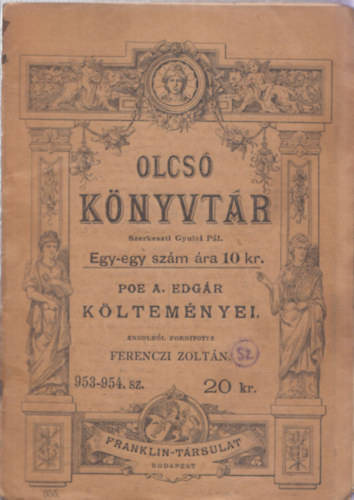 OLCSÓ
KÖNYVTÁR
Szerkeszti Gyulai Pál.
Egy-egy szám ára 10 kr.
POE A. EDGÁR
KÖLTEMÉNYEI.
ANGOLBÓL FORDITOTTA
FERENCZI ZOLTÁN.
SZ.
953-954. sz.
20 kr.
FRANKLIN-TÁRSULAT
BUDAPEST